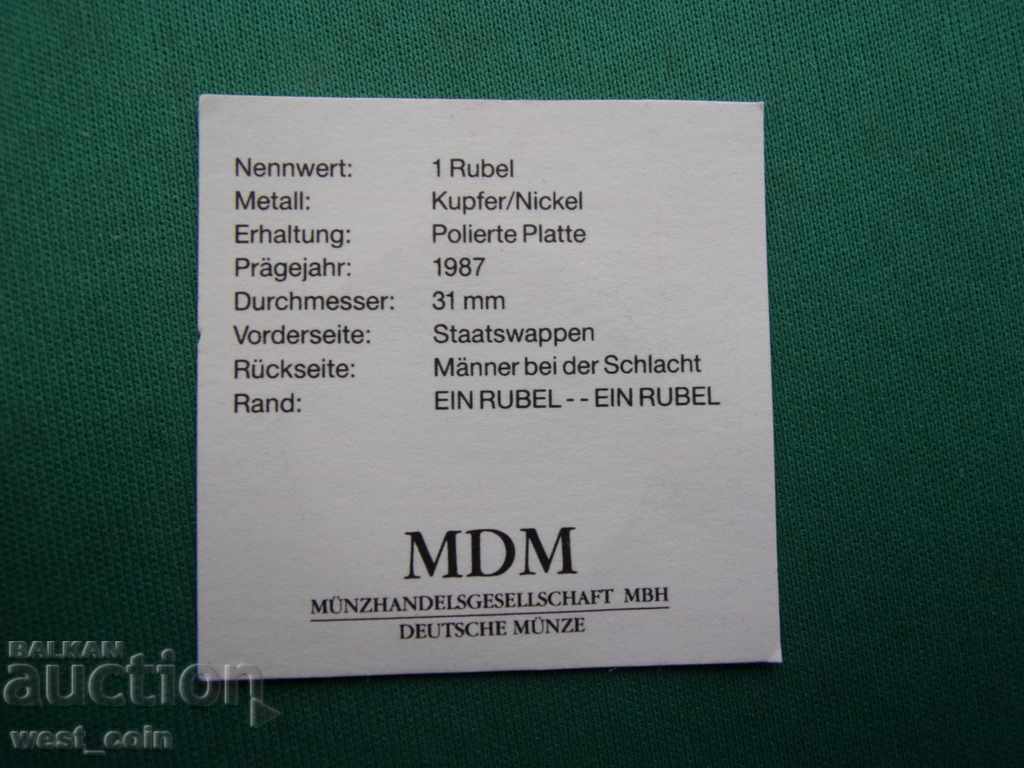 Nennwert: 1 Rubel
Metall: Kupfer/Nickel
Erhaltung: Polierte Platte
Prägejahr: 1987
Durchmesser: 31 mm
Vorderseite: Staatswappen
Rückseite: Männer bei der Schlacht
Rand: EIN RUBEL - - EIN RUBEL
MDM
MÜNZHANDELSGESELLSCHAFT MBH
DEUTSCHE MÜNZE
BALKAN
auction
west_coin